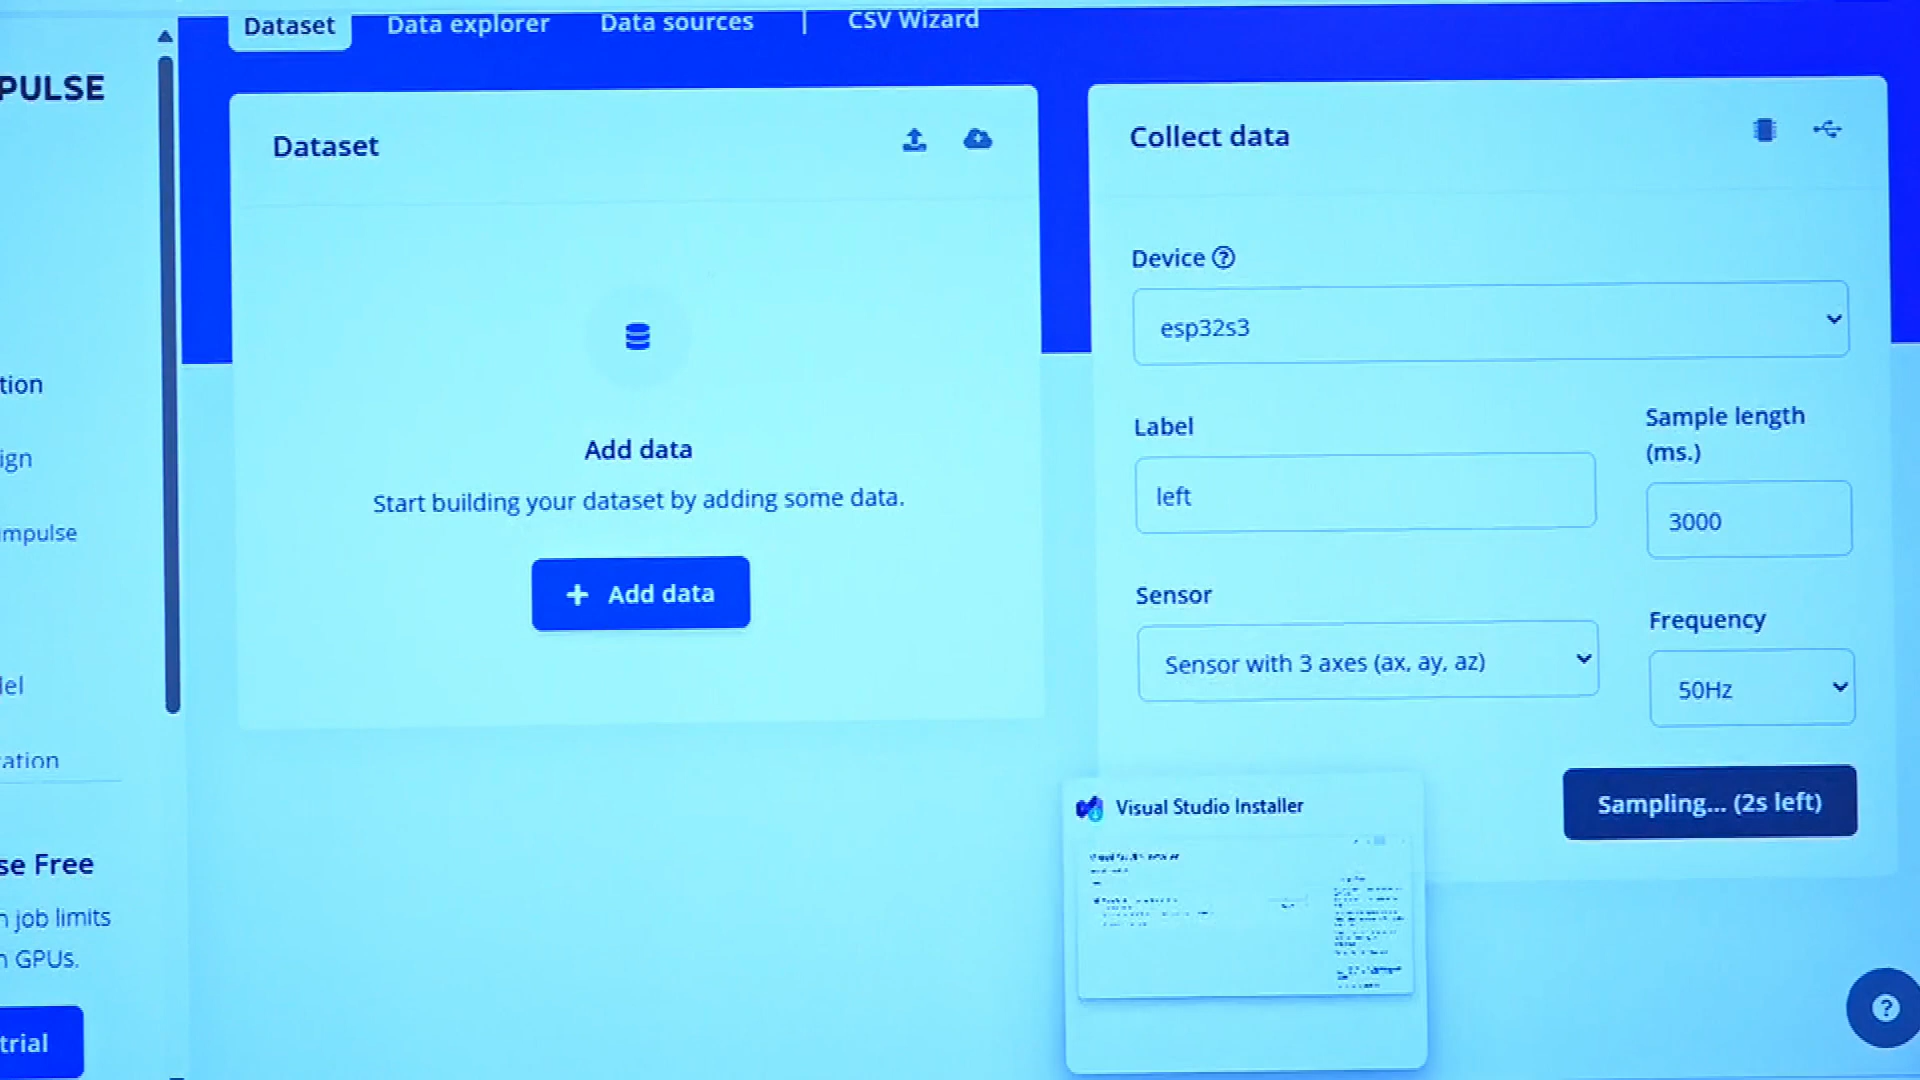 Dataset
Data explorer
Data sources
|
CSV Wizard
PULSE
tion
ign
mpulse
del
ration
se Free
n job limits
n GPUs.
trial
Dataset
Add data
Start building your dataset by adding some data.
+ Add data
Collect data
Device ?
esp32s3
Label
left
Sample length
(ms.)
3000
Sensor
Sensor with 3 axes (ax, ay, az)
Frequency
50Hz
Sampling... (2s left)
Visual Studio Installer
?